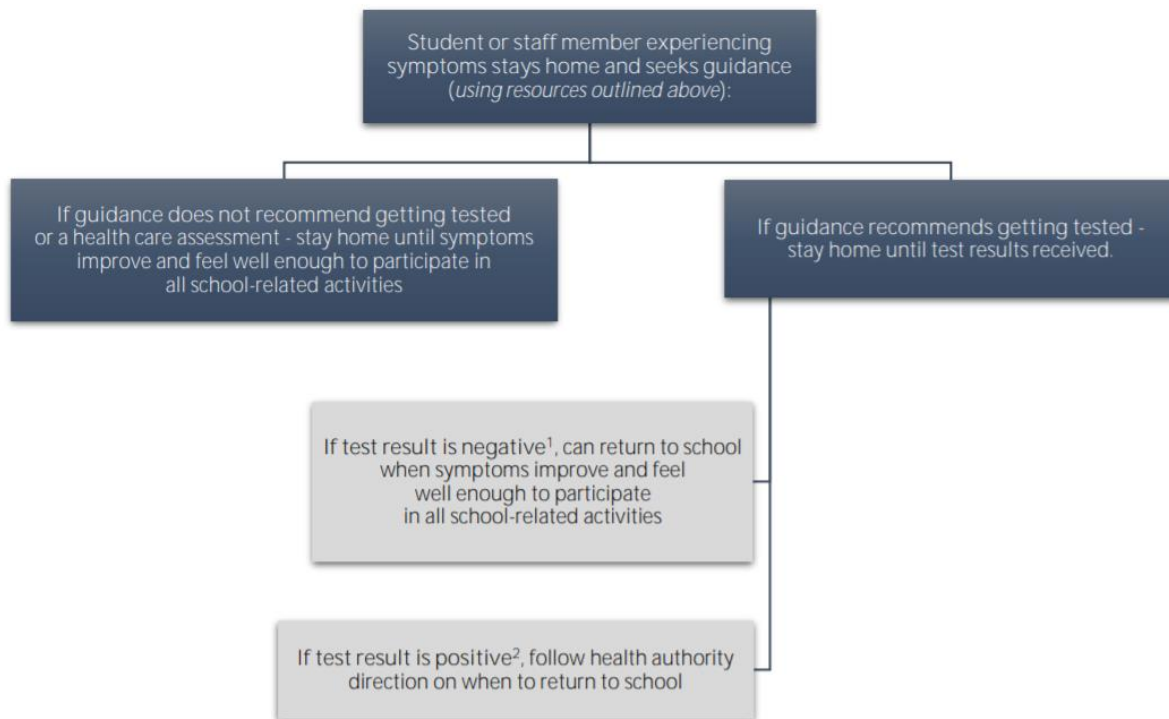 Student or staff member experiencing
symptoms stays home and seeks guidance
(using resources outlined above):
If guidance does not recommend getting tested
or a health care assessment - stay home until symptoms
improve and feel well enough to participate in
all school-related activities
If guidance recommends getting tested -
stay home until test results received.
If test result is negative¹, can return to school
when symptoms improve and feel
well enough to participate
in all school-related activities
If test result is positive², follow health authority
direction on when to return to school